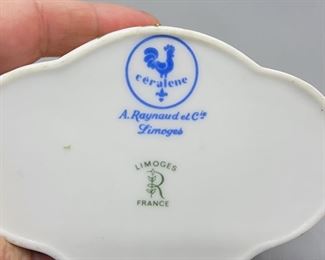 céralene
A. Raynaud et Cie
Limoges
LIMOGES
R
FRANCE